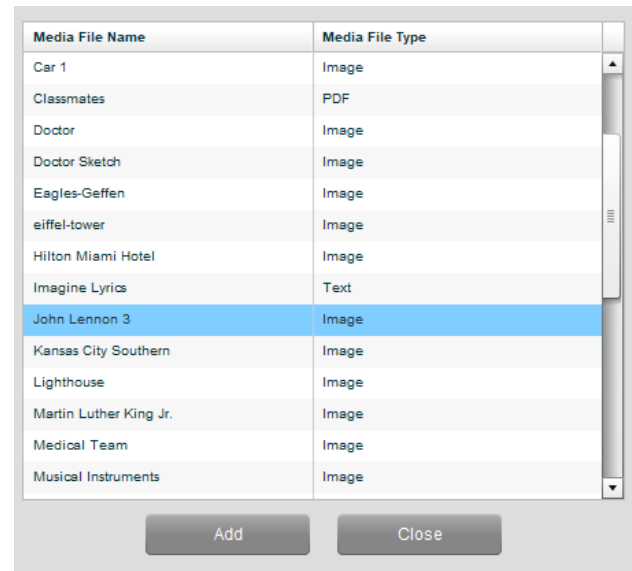 Media File Name Media File Type
Car 1 Image
Classmates PDF
Doctor Image
Doctor Sketch Image
Eagles-Geffen Image
eiffel-tower Image
Hilton Miami Hotel Image
Imagine Lyrics Text
John Lennon 3 Image
Kansas City Southern Image
Lighthouse Image
Martin Luther King Jr. Image
Medical Team Image
Musical Instruments Image
Add Close